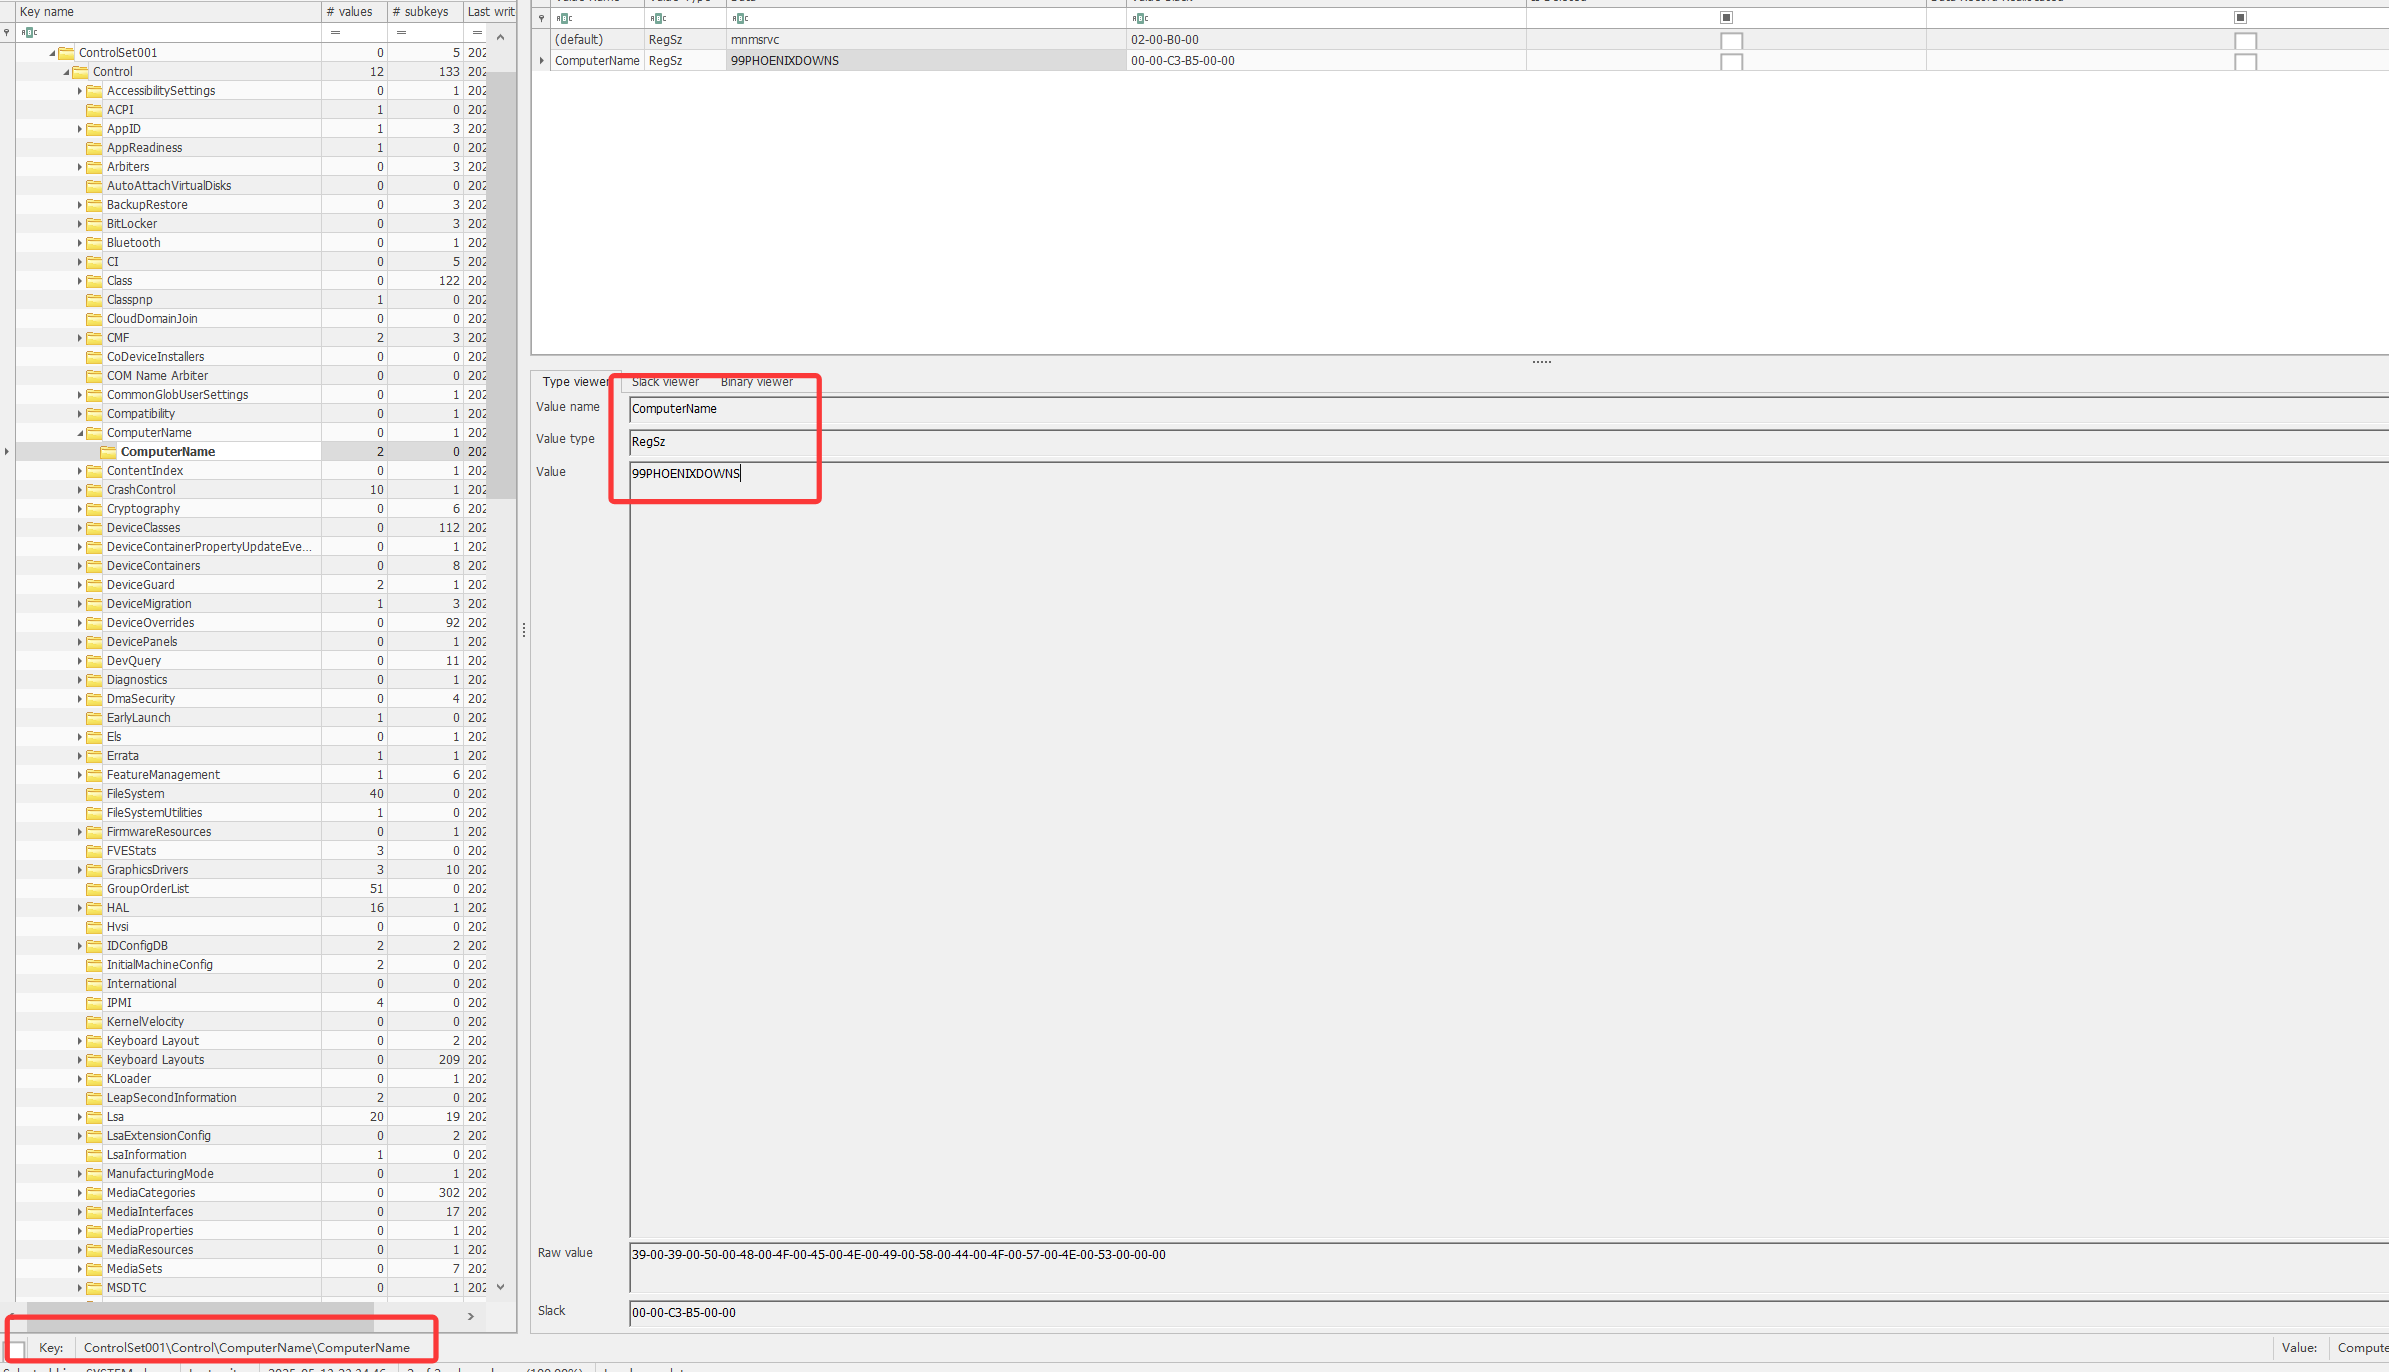 Key name # values # subkeys Last writ
ControlSet001 0 5 202
Control 12 133 202
AccessibilitySettings 0 1 202
ACPI 1 0 202
AppID 1 3 202
AppReadiness 1 0 202
Arbiters 0 3 202
AutoAttachVirtualDisks 0 0 202
BackupRestore 0 3 202
BitLocker 0 3 202
Bluetooth 0 1 202
CI 0 5 202
Class 0 122 202
Classpnp 1 0 202
CloudDomainJoin 0 0 202
CMF 2 3 202
CoDeviceInstallers 0 0 202
COM Name Arbiter 0 0 202
CommonGlobUserSettings 0 1 202
Compatibility 0 1 202
ComputerName 0 1 202
ComputerName 2 0 202
ContentIndex 0 1 202
CrashControl 10 1 202
Cryptography 0 6 202
DeviceClasses 0 112 202
DeviceContainerPropertyUpdateEve... 0 1 202
DeviceContainers 0 8 202
DeviceGuard 2 1 202
DeviceMigration 1 3 202
DeviceOverrides 0 92 202
DevicePanels 0 1 202
DevQuery 0 11 202
Diagnostics 0 1 202
DmaSecurity 0 4 202
EarlyLaunch 1 0 202
Els 0 1 202
Errata 1 1 202
FeatureManagement 1 6 202
FileSystem 40 0 202
FileSystemUtilities 1 0 202
FirmwareResources 0 1 202
FVEStats 3 0 202
GraphicsDrivers 3 10 202
GroupOrderList 51 0 202
HAL 16 1 202
Hvsi 0 0 202
IDConfigDB 2 2 202
InitialMachineConfig 2 0 202
International 0 0 202
IPMI 4 0 202
KernelVelocity 0 0 202
Keyboard Layout 0 2 202
Keyboard Layouts 0 209 202
KLoader 0 1 202
LeapSecondInformation 2 0 202
Lsa 20 19 202
LsaExtensionConfig 0 2 202
LsaInformation 1 0 202
ManufacturingMode 0 1 202
MediaCategories 0 302 202
MediaInterfaces 0 17 202
MediaProperties 0 1 202
MediaResources 0 1 202
MediaSets 0 7 202
MSDTC 0 1 202
(default) RegSz mnmsrvc 02-00-B0-00
ComputerName RegSz 99PHOENIXDOWNS 00-00-C3-B5-00-00
Type viewer Slack viewer Binary viewer
Value name ComputerName
Value type RegSz
Value 99PHOENIXDOWNS
Raw value 39-00-39-00-50-00-48-00-4F-00-45-00-4E-00-49-00-58-00-44-00-4F-00-57-00-4E-00-53-00-00-00
Slack 00-00-C3-B5-00-00
Key: ControlSet001\Control\ComputerName\ComputerName
Value: Compute